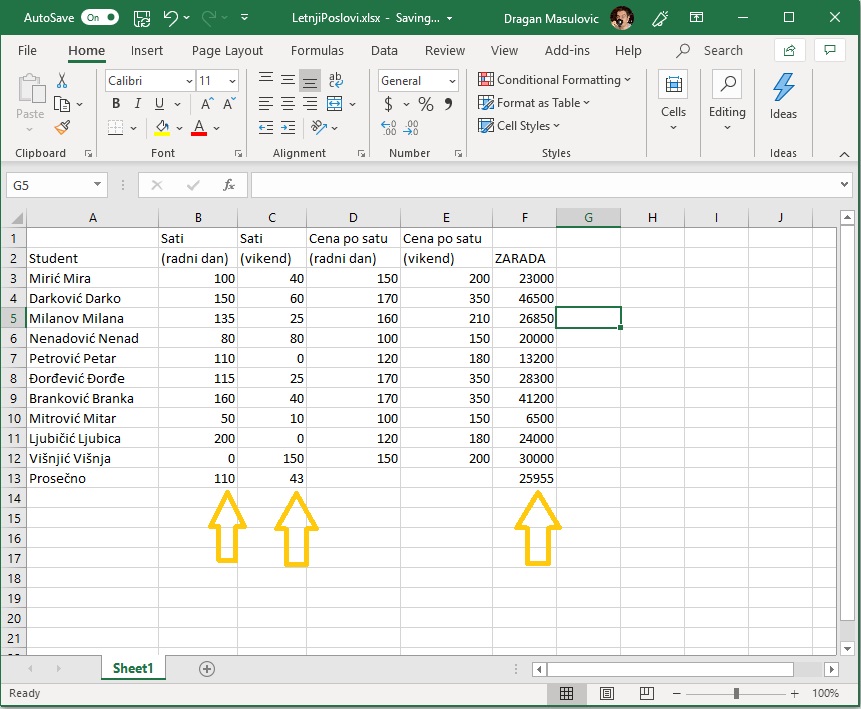 AutoSave On LetnjiPoslovi.xlsx - Saving... Dragan Masulovic
File Home Insert Page Layout Formulas Data Review View Add-ins Help Search
Calibri 11 General Conditional Formatting
Paste B I U A A $ % Format as Table Cells Editing Ideas
A Cell Styles
Clipboard Font Alignment Number Styles Ideas
G5 fx
A B C D E F G H I J
1 Sati Sati Cena po satu Cena po satu
2 Student (radni dan) (vikend) (radni dan) (vikend) ZARADA
3 Mirić Mira 100 40 150 200 23000
4 Darković Darko 150 60 170 350 46500
5 Milanov Milana 135 25 160 210 26850
6 Nenadović Nenad 80 80 100 150 20000
7 Petrović Petar 110 0 120 180 13200
8 Đorđević Đorđe 115 25 170 350 28300
9 Branković Branka 160 40 170 350 41200
10 Mitrović Mitar 50 10 100 150 6500
11 Ljubičić Ljubica 200 0 120 180 24000
12 Višnjić Višnja 0 150 150 200 30000
13 Prosečno 110 43 25955
14
15
16
17
18
19
20
21
Sheet1
Ready 100%